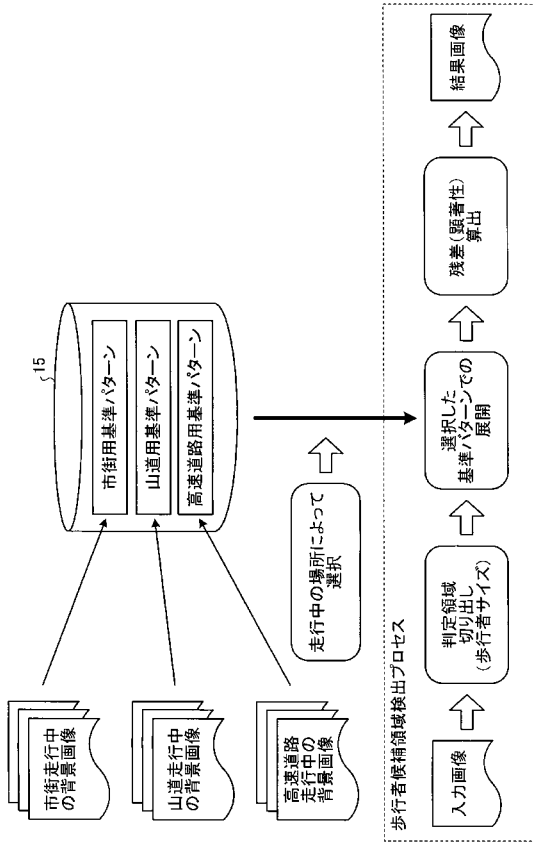 市街走行中
の背景画像
山道走行中
の背景画像
高速道路
走行中の
背景画像
15
市街用基準パターン
山道用基準パターン
高速道路用基準パターン
走行中の場所によって
選択
歩行者候補領域検出プロセス
入力画像
判定領域
切り出し
(歩行者サイズ)
選択した
基準パターンでの
展開
残差(顕著性)
算出
結果画像